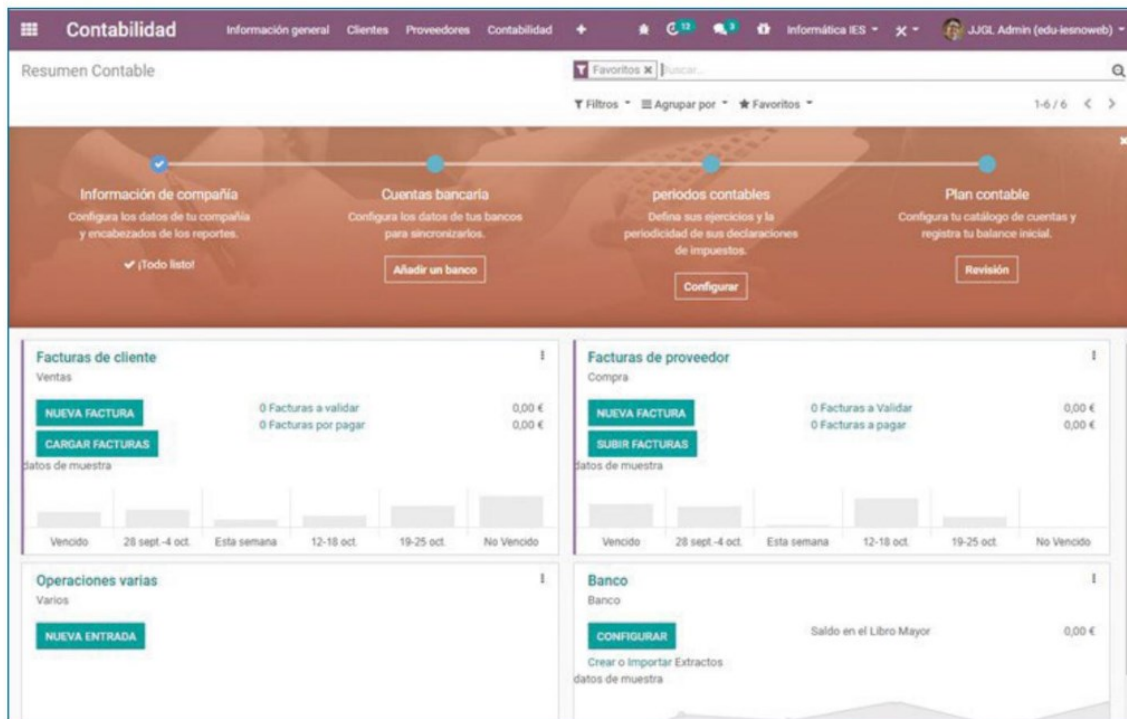 Contabilidad Información general Clientes Proveedores Contabilidad 12 3 Informática IES JJGL Admin (edu-iesnoweb)
Resumen Contable
Favoritos Buscar...
Filtros Agrupar por Favoritos 1-6 / 6
Información de compañía
Configura los datos de tu compañía
y encabezados de los reportes.
¡Todo listo!
Cuentas bancaria
Configura los datos de tus bancos
para sincronizarlos.
Añadir un banco
periodos contables
Defina sus ejercicios y la
periodicidad de sus declaraciones
de impuestos.
Configurar
Plan contable
Configura tu catálogo de cuentas y
registra tu balance inicial.
Revisión
Facturas de cliente
Ventas
NUEVA FACTURA
CARGAR FACTURAS
0 Facturas a validar 0,00 €
0 Facturas por pagar 0,00 €
datos de muestra
Vencido 28 sept.-4 oct. Esta semana 12-18 oct. 19-25 oct. No Vencido
Facturas de proveedor
Compra
NUEVA FACTURA
SUBIR FACTURAS
0 Facturas a Validar 0,00 €
0 Facturas a pagar 0,00 €
datos de muestra
Vencido 28 sept.-4 oct. Esta semana 12-18 oct. 19-25 oct. No Vencido
Operaciones varias
Varios
NUEVA ENTRADA
Banco
Banco
CONFIGURAR
Saldo en el Libro Mayor 0,00 €
Crear o Importar Extractos
datos de muestra